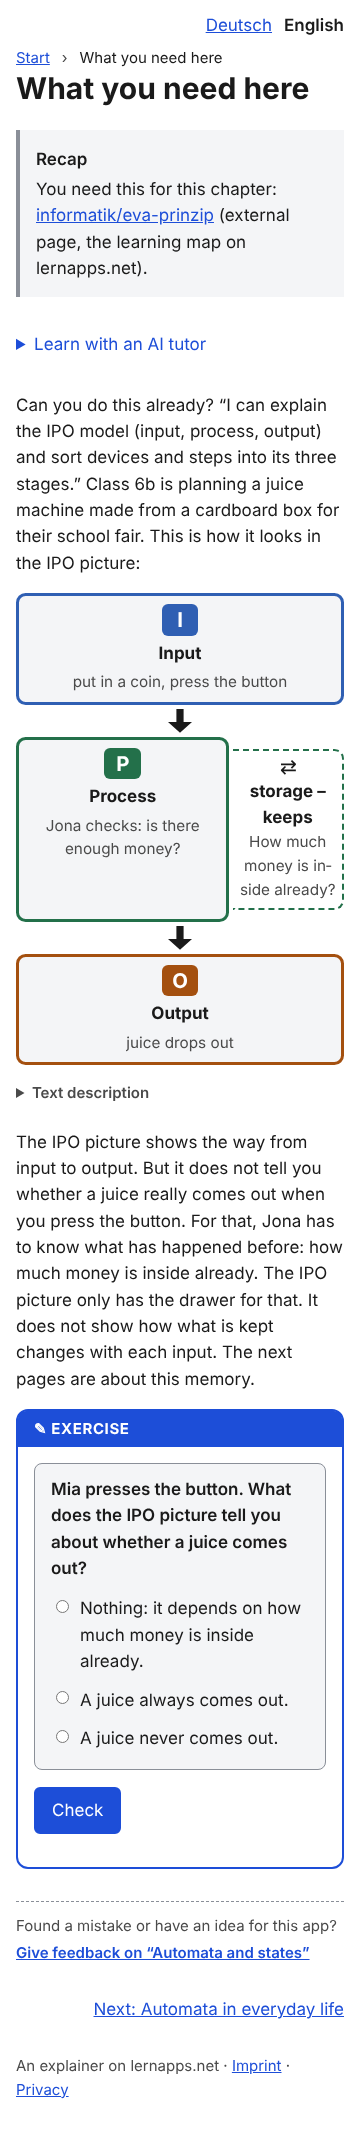 Deutsch English
Start › What you need here
What you need here
Recap
You need this for this chapter:
informatik/eva-prinzip (external
page, the learning map on
lernapps.net).
▶ Learn with an AI tutor
Can you do this already? “I can explain
the IPO model (input, process, output)
and sort devices and steps into its three
stages.” Class 6b is planning a juice
machine made from a cardboard box for
their school fair. This is how it looks in
the IPO picture:
I
Input
put in a coin, press the button
P
Process
Jona checks: is there
enough money?
⇄
storage –
keeps
How much
money is in-
side already?
O
Output
juice drops out
▶ Text description
The IPO picture shows the way from
input to output. But it does not tell you
whether a juice really comes out when
you press the button. For that, Jona has
to know what has happened before: how
much money is inside already. The IPO
picture only has the drawer for that. It
does not show how what is kept
changes with each input. The next
pages are about this memory.
✎ EXERCISE
Mia presses the button. What
does the IPO picture tell you
about whether a juice comes
out?
Nothing: it depends on how
much money is inside
already.
A juice always comes out.
A juice never comes out.
Check
Found a mistake or have an idea for this app?
Give feedback on “Automata and states”
Next: Automata in everyday life
An explainer on lernapps.net · Imprint ·
Privacy